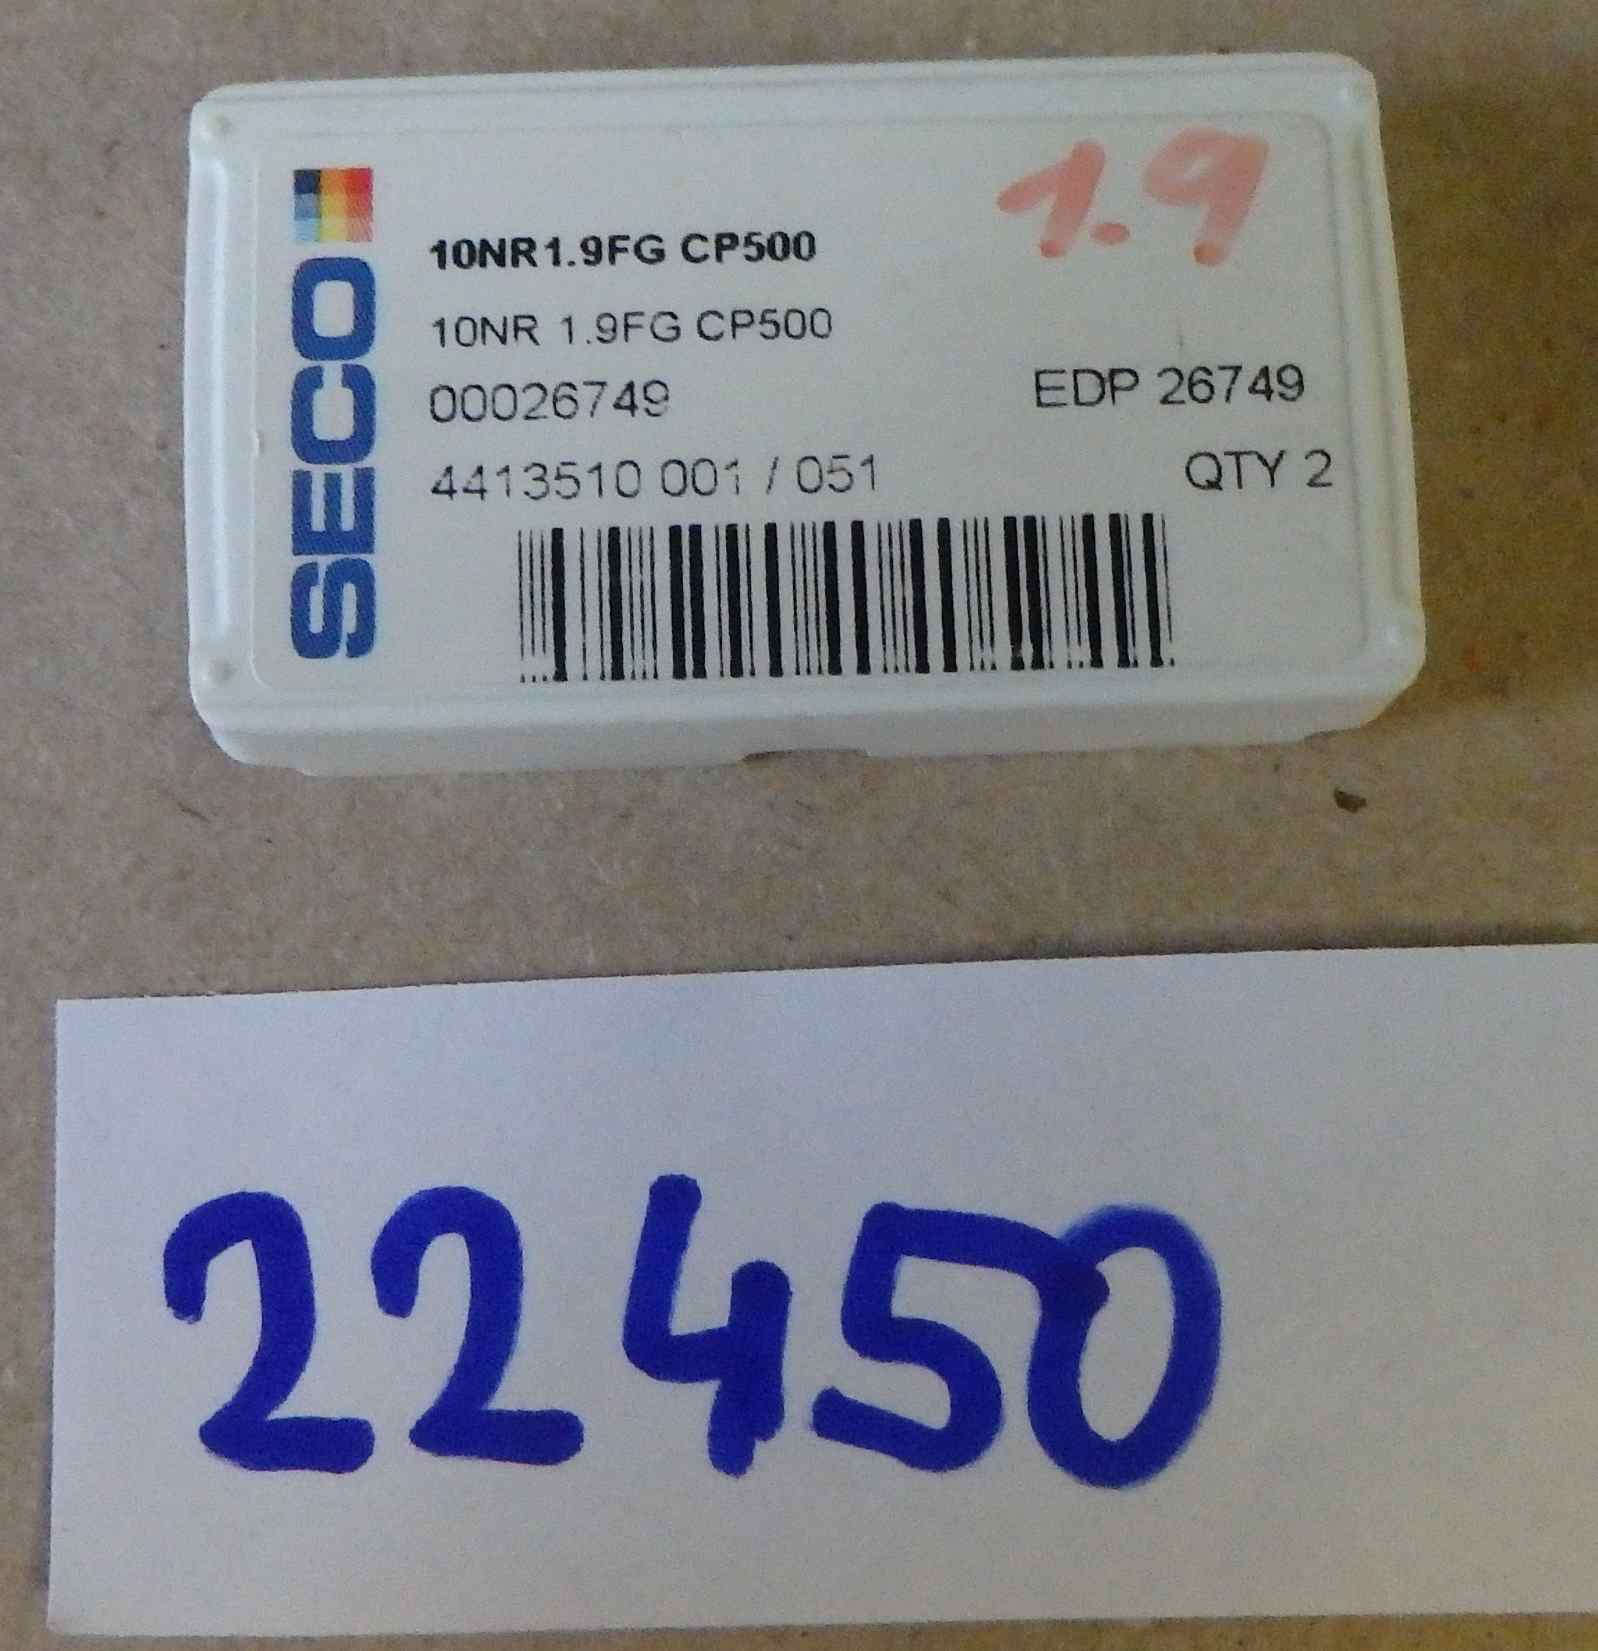 SECO
1.9
10NR1.9FG CP500
10NR 1.9FG CP500
00026749 EDP 26749
4413510 001 / 051 QTY 2
22450